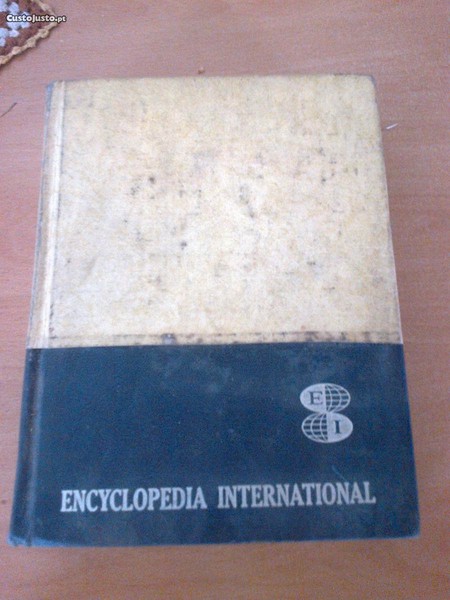 CustoJusto.pt
E
I
ENCYCLOPEDIA INTERNATIONAL